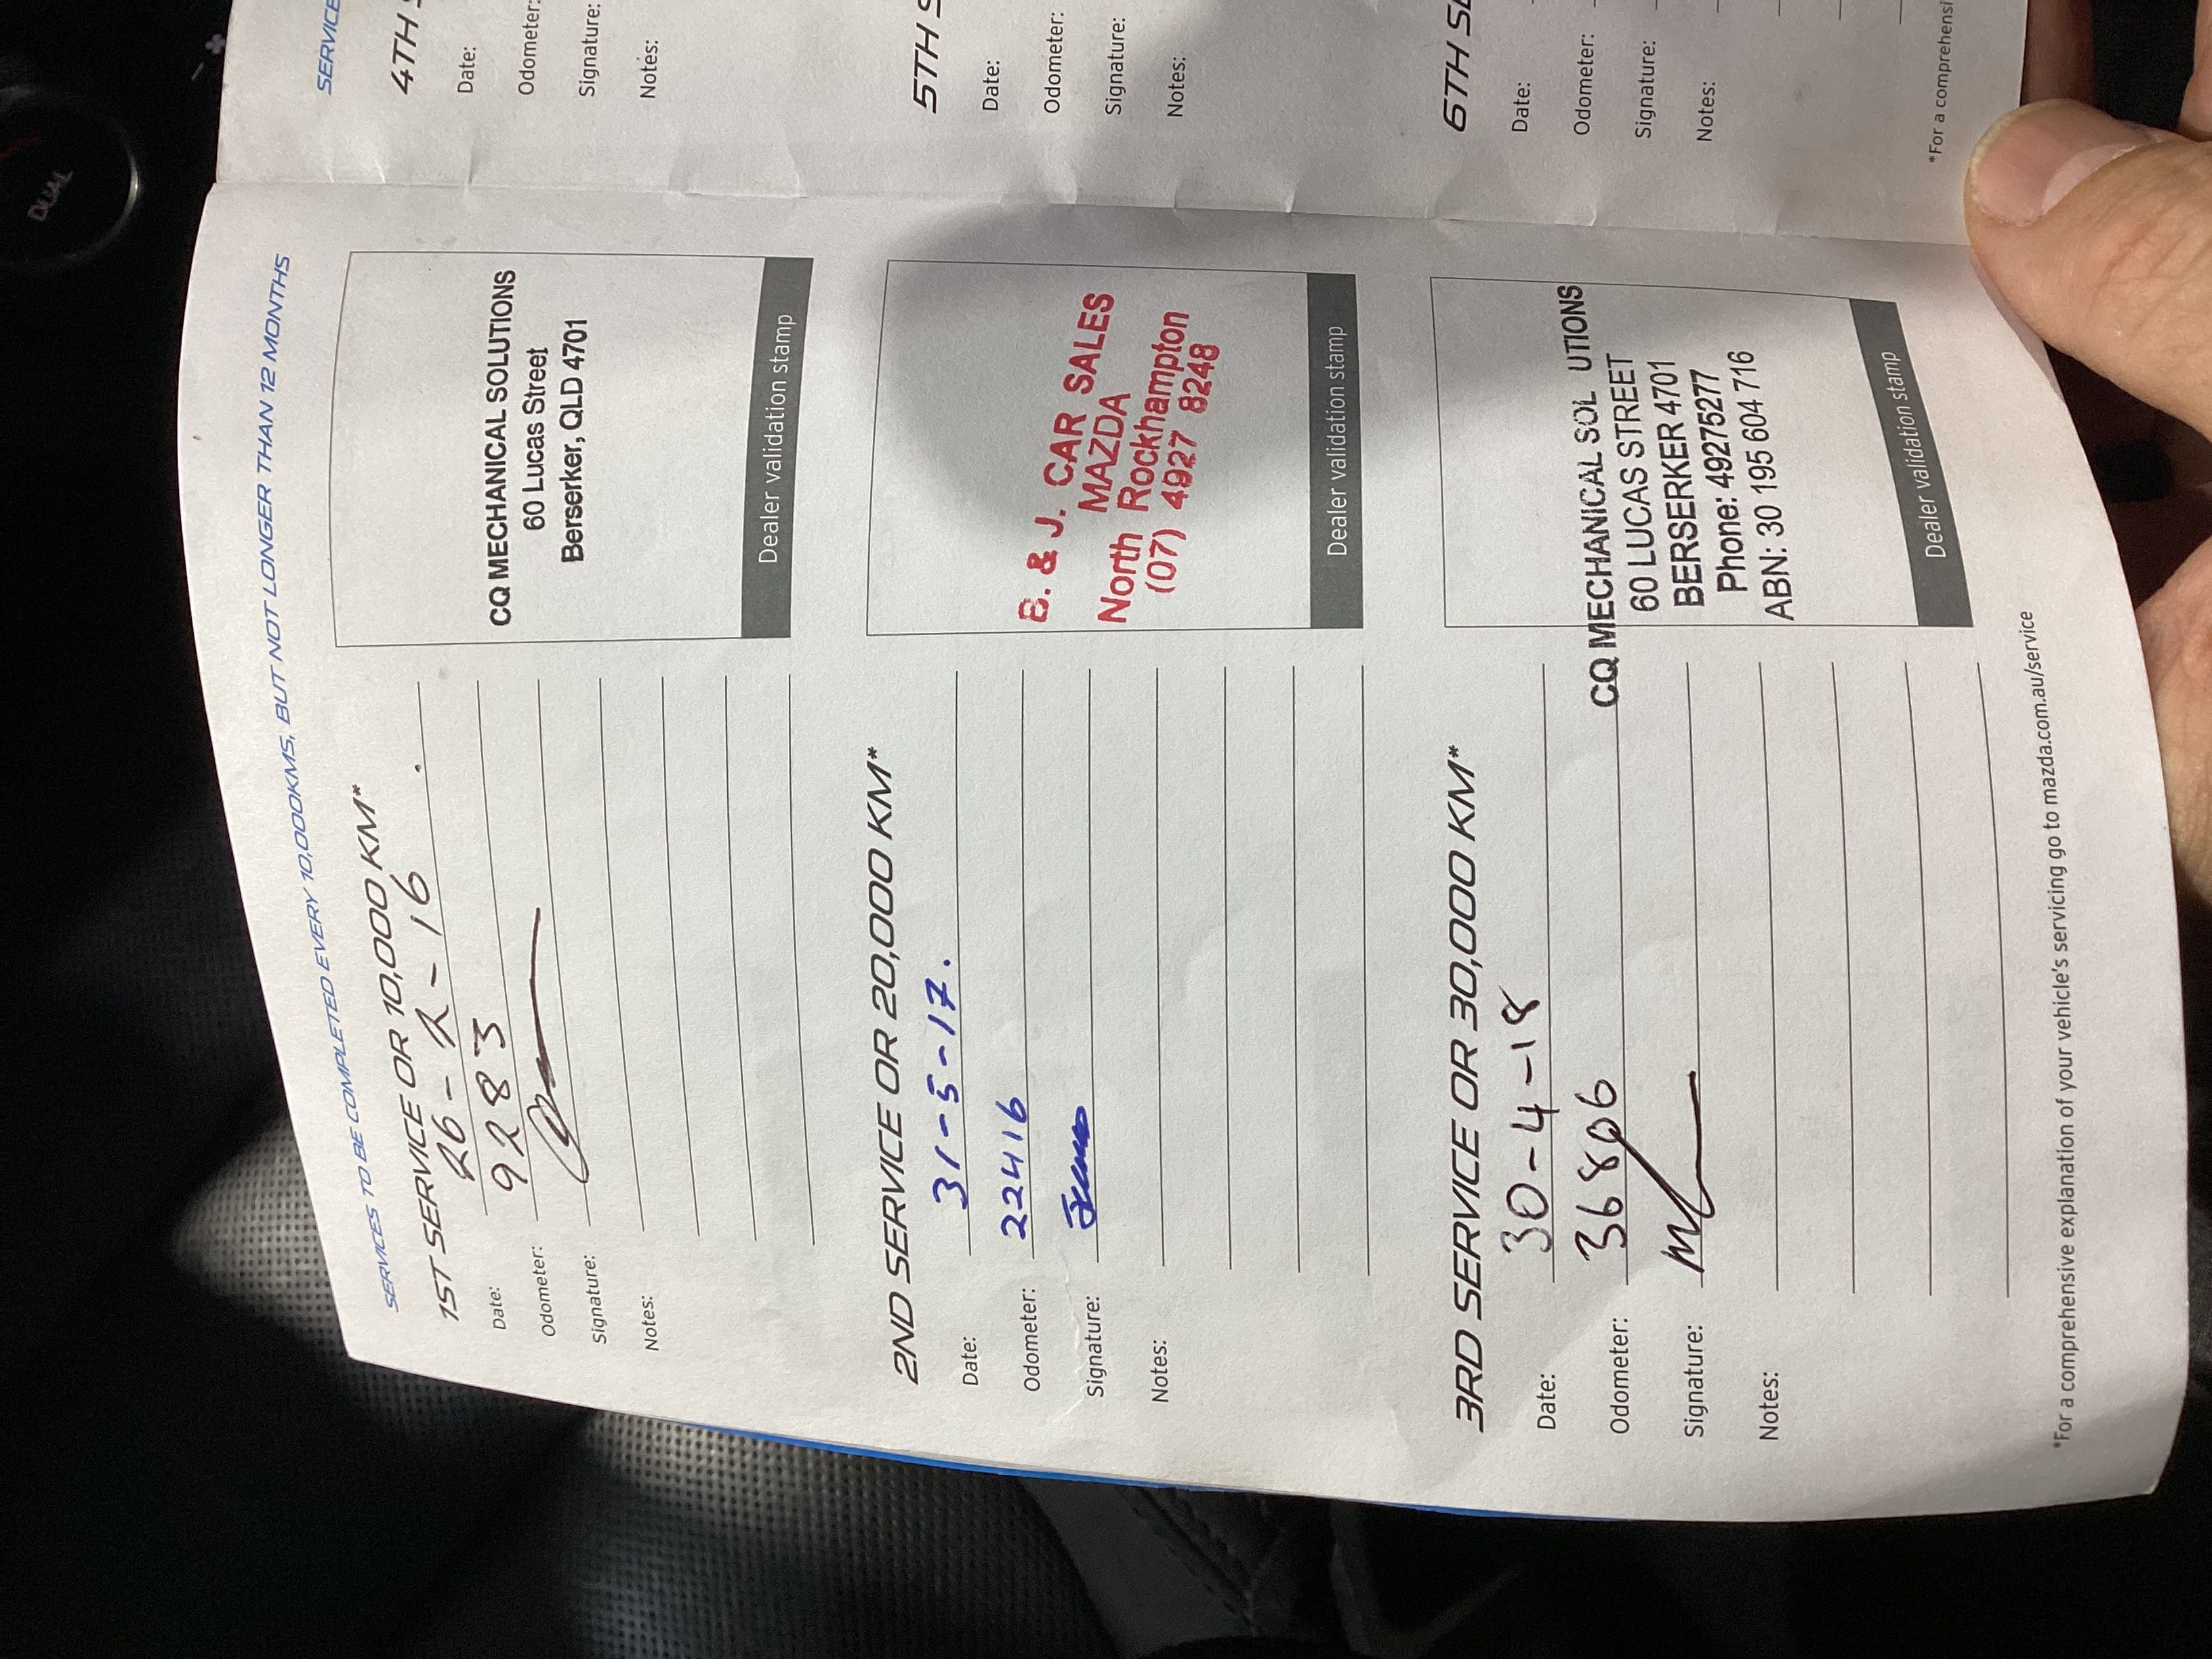 SERVICES TO BE COMPLETED EVERY 10,000KMS, BUT NOT LONGER THAN 12 MONTHS
1ST SERVICE OR 10,000 KM*
Date: 26-2-16
Odometer: 9283
Signature:
Notes:
CQ MECHANICAL SOLUTIONS
60 Lucas Street
Berserker, QLD 4701
Dealer validation stamp
2ND SERVICE OR 20,000 KM*
Date: 31-5-17.
Odometer: 22416
Signature:
Notes:
B. & J. CAR SALES
MAZDA
North Rockhampton
(07) 4927 8248
Dealer validation stamp
3RD SERVICE OR 30,000 KM*
Date: 30-4-18
Odometer: 36806
Signature:
Notes:
CQ MECHANICAL SOL UTIONS
60 LUCAS STREET
BERSERKER 4701
Phone: 49275277
ABN: 30 195 604 716
Dealer validation stamp
*For a comprehensive explanation of your vehicle's servicing go to mazda.com.au/service
SERVICE
4TH S
Date:
Odometer:
Signature:
Notes:
5TH S
Date:
Odometer:
Signature:
Notes:
6TH SE
Date:
Odometer:
Signature:
Notes:
*For a comprehensi
DUAL